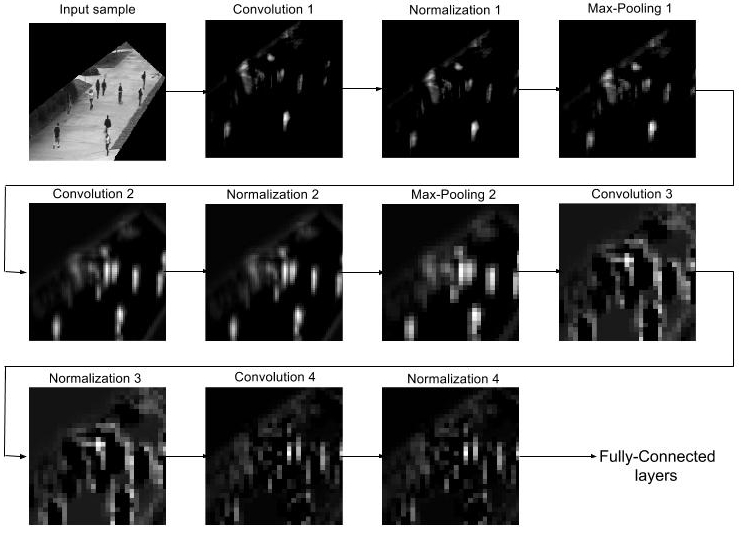 Input sample
Convolution 1
Normalization 1
Max-Pooling 1
Convolution 2
Normalization 2
Max-Pooling 2
Convolution 3
Normalization 3
Convolution 4
Normalization 4
Fully-Connected
layers